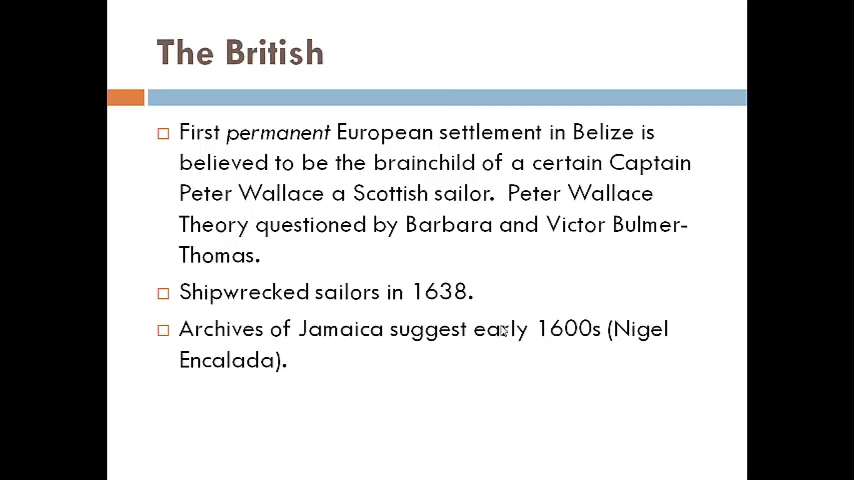 The British
First permanent European settlement in Belize is
believed to be the brainchild of a certain Captain
Peter Wallace a Scottish sailor.  Peter Wallace
Theory questioned by Barbara and Victor Bulmer-
Thomas.
Shipwrecked sailors in 1638.
Archives of Jamaica suggest early 1600s (Nigel
Encalada).